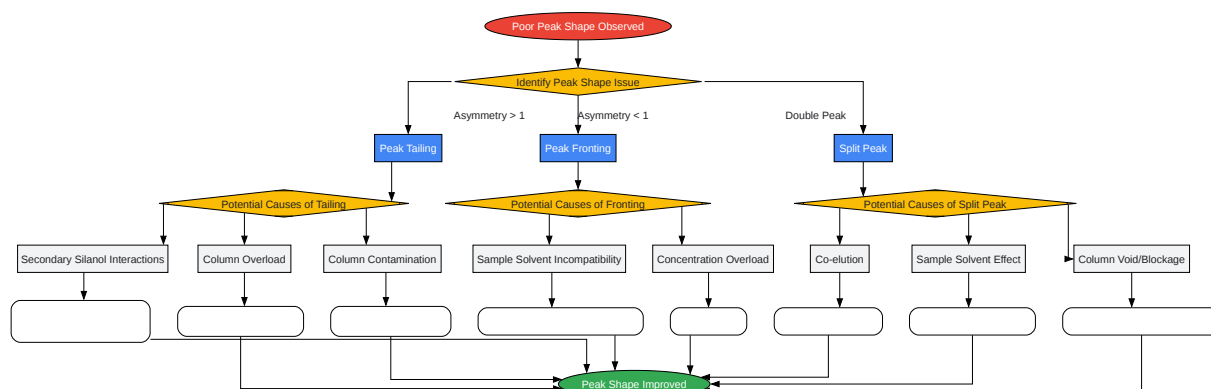 Poor Peak Shape Observed
Identify Peak Shape Issue
Asymmetry > 1
Asymmetry < 1
Double Peak
Peak Tailing
Peak Fronting
Split Peak
Potential Causes of Tailing
Potential Causes of Fronting
Potential Causes of Split Peak
Secondary Silanol Interactions
Column Overload
Column Contamination
Sample Solvent Incompatibility
Concentration Overload
Co-elution
Sample Solvent Effect
Column Void/Blockage
Peak Shape Improved